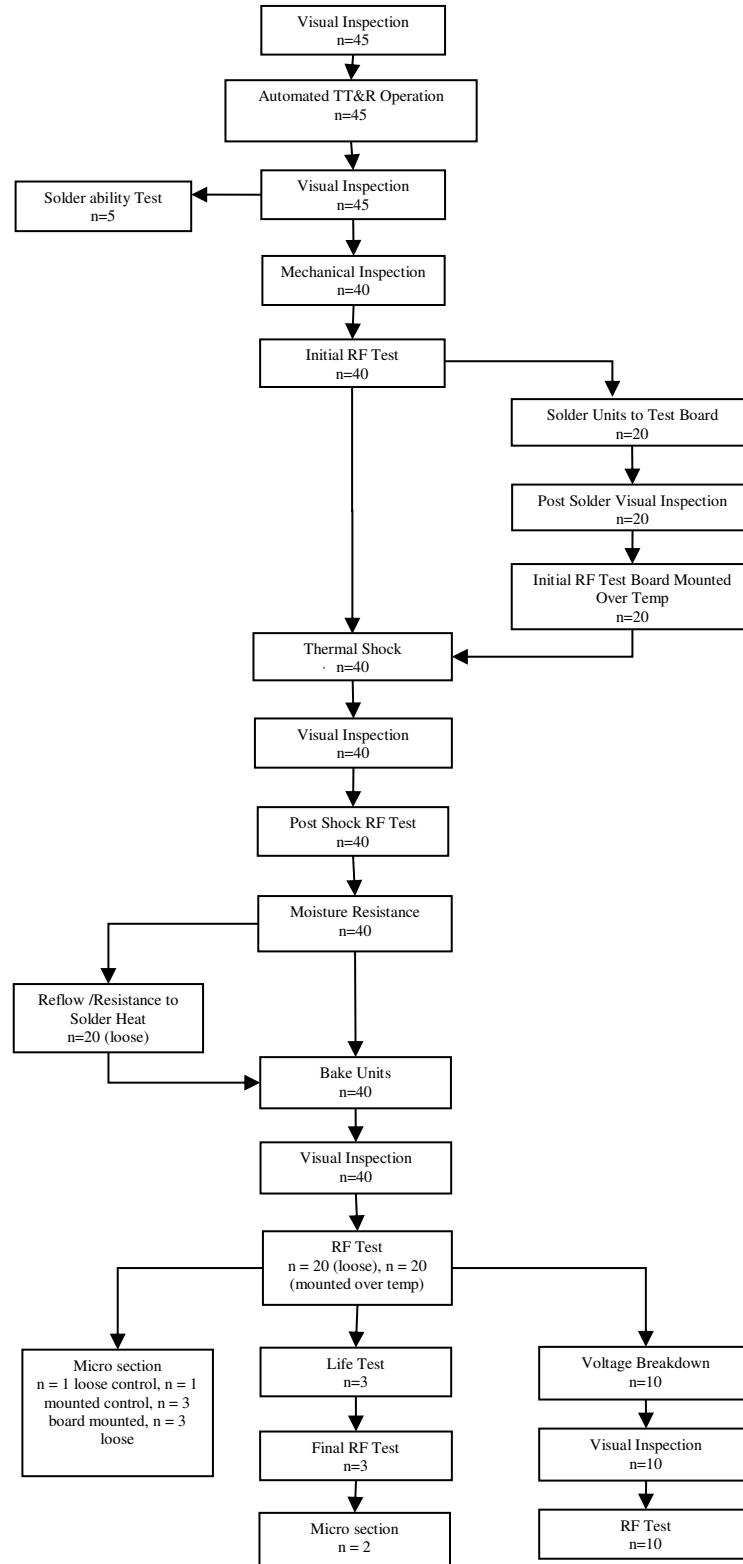 Visual Inspection
n=45
Automated TT&R Operation
n=45
Visual Inspection
n=45
Solder ability Test
n=5
Mechanical Inspection
n=40
Initial RF Test
n=40
Solder Units to Test Board
n=20
Post Solder Visual Inspection
n=20
Initial RF Test Board Mounted
Over Temp
n=20
Thermal Shock
n=40
Visual Inspection
n=40
Post Shock RF Test
n=40
Moisture Resistance
n=40
Reflow /Resistance to
Solder Heat
n=20 (loose)
Bake Units
n=40
Visual Inspection
n=40
RF Test
n = 20 (loose), n = 20
(mounted over temp)
Micro section
n = 1 loose control, n = 1
mounted control, n = 3
board mounted, n = 3
loose
Life Test
n=3
Final RF Test
n=3
Micro section
n = 2
Voltage Breakdown
n=10
Visual Inspection
n=10
RF Test
n=10